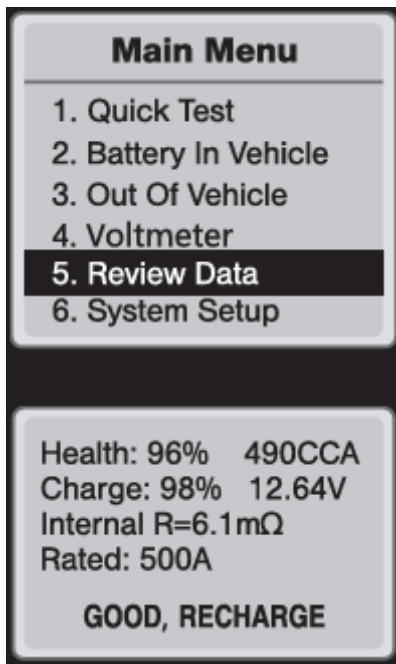 Main Menu
1. Quick Test
2. Battery In Vehicle
3. Out Of Vehicle
4. Voltmeter
5. Review Data
6. System Setup
Health: 96% 490CCA
Charge: 98% 12.64V
Internal R=6.1mΩ
Rated: 500A
GOOD, RECHARGE